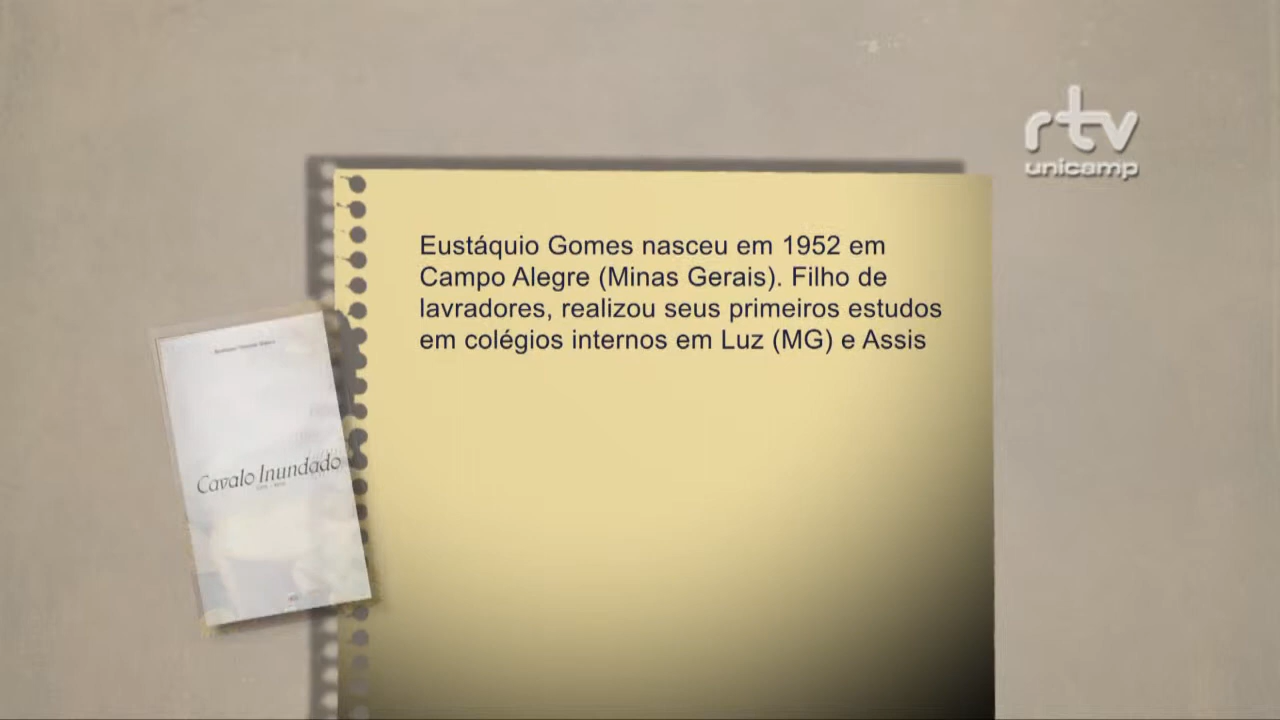 rtv
unicamp
Eustáquio Gomes nasceu em 1952 em
Campo Alegre (Minas Gerais). Filho de
lavradores, realizou seus primeiros estudos
em colégios internos em Luz (MG) e Assis
Cavalo Inundado